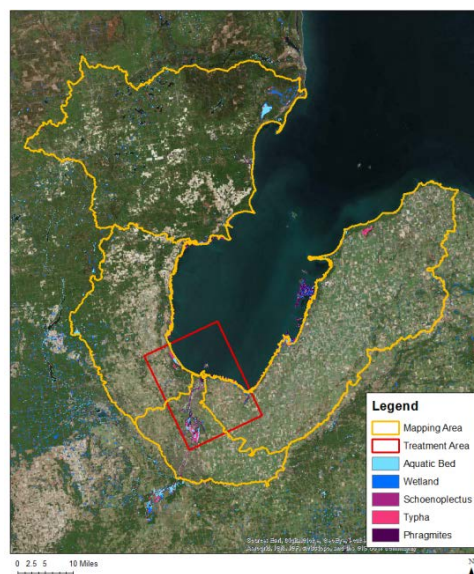 Legend
Mapping Area
Treatment Area
Aquatic Bed
Wetland
Schoenoplectus
Typha
Phragmites
0 2.5 5 10 Miles
N